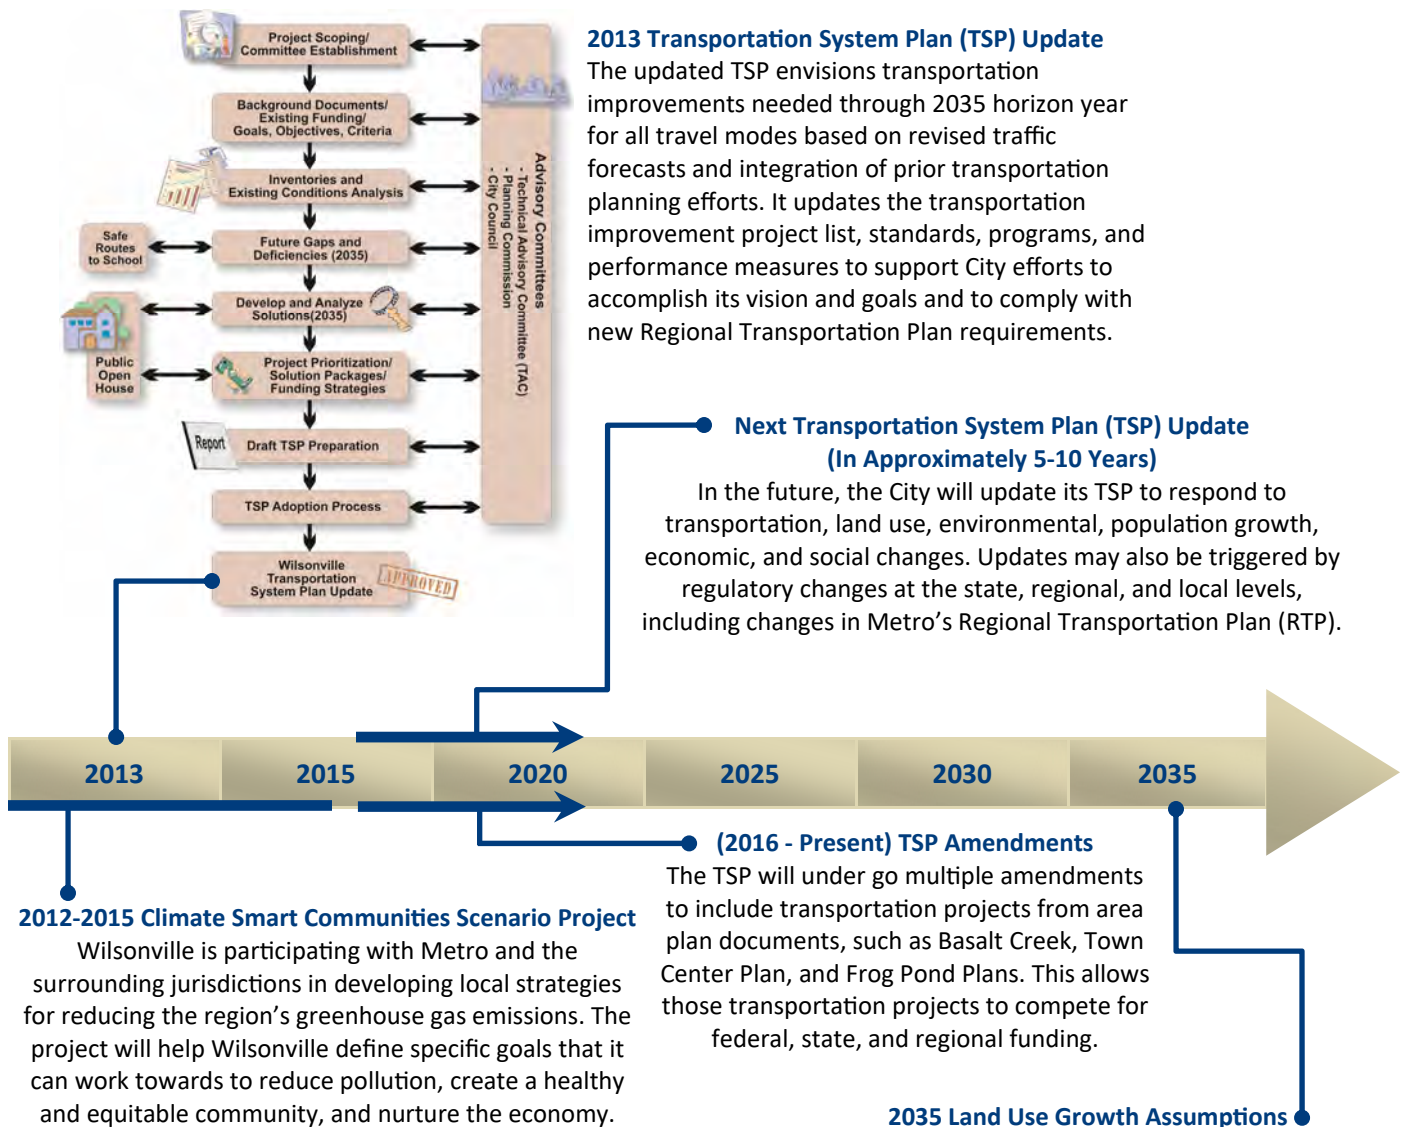 Project Scoping/
Committee Establishment
Background Documents/
Existing Funding/
Goals, Objectives, Criteria
Inventories and
Existing Conditions Analysis
Safe
Routes
to School
Future Gaps and
Deficiencies (2035)
Develop and Analyze
Solutions(2035)
Public
Open
House
Project Prioritization/
Solution Packages/
Funding Strategies
Report
Draft TSP Preparation
TSP Adoption Process
Wilsonville
Transportation
System Plan Update
APPROVED
Advisory Committees
- Technical Advisory Committee (TAC)
- Planning Commission
- City Council
2013 Transportation System Plan (TSP) Update
The updated TSP envisions transportation
improvements needed through 2035 horizon year
for all travel modes based on revised traffic
forecasts and integration of prior transportation
planning efforts. It updates the transportation
improvement project list, standards, programs, and
performance measures to support City efforts to
accomplish its vision and goals and to comply with
new Regional Transportation Plan requirements.
Next Transportation System Plan (TSP) Update
(In Approximately 5-10 Years)
In the future, the City will update its TSP to respond to
transportation, land use, environmental, population growth,
economic, and social changes. Updates may also be triggered by
regulatory changes at the state, regional, and local levels,
including changes in Metro’s Regional Transportation Plan (RTP).
2013
2015
2020
2025
2030
2035
(2016 - Present) TSP Amendments
The TSP will under go multiple amendments
to include transportation projects from area
plan documents, such as Basalt Creek, Town
Center Plan, and Frog Pond Plans. This allows
those transportation projects to compete for
federal, state, and regional funding.
2012-2015 Climate Smart Communities Scenario Project
Wilsonville is participating with Metro and the
surrounding jurisdictions in developing local strategies
for reducing the region’s greenhouse gas emissions. The
project will help Wilsonville define specific goals that it
can work towards to reduce pollution, create a healthy
and equitable community, and nurture the economy.
2035 Land Use Growth Assumptions